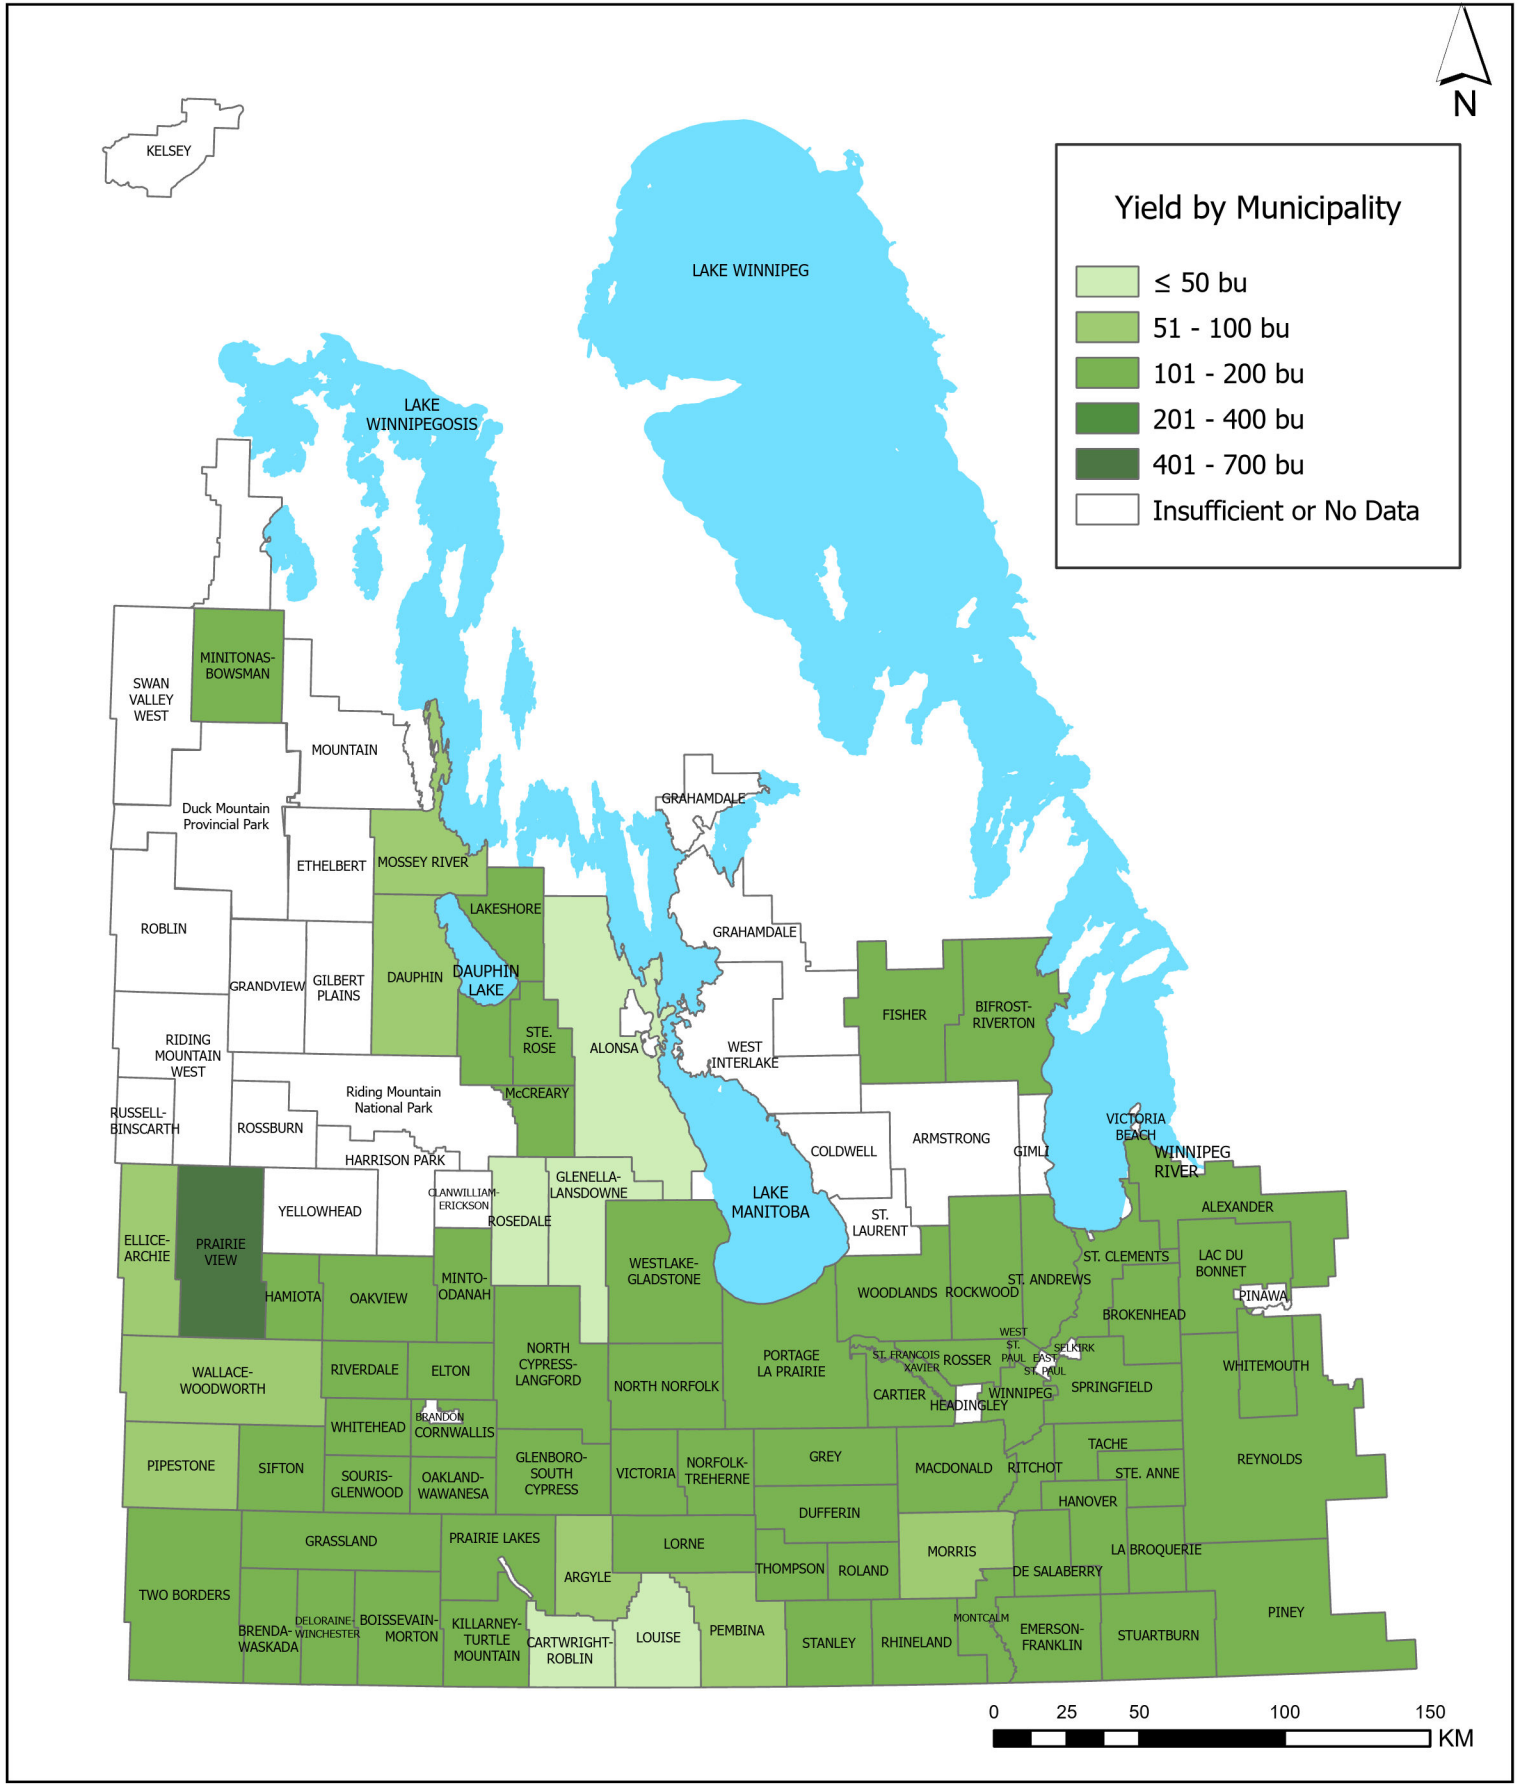 N
KELSEY
Yield by Municipality
≤ 50 bu
51 - 100 bu
101 - 200 bu
201 - 400 bu
401 - 700 bu
Insufficient or No Data
LAKE WINNIPEG
LAKE
WINNIPEGOSIS
MINITONAS-
BOWSMAN
SWAN
VALLEY
WEST
MOUNTAIN
Duck Mountain
Provincial Park
GRAHAMDALE
ETHELBERT
MOSSEY RIVER
LAKESHORE
ROBLIN
GRAHAMDALE
GRANDVIEW
GILBERT
PLAINS
DAUPHIN
DAUPHIN
LAKE
FISHER
BIFROST-
RIVERTON
STE.
ROSE
ALONSA
WEST
INTERLAKE
RIDING
MOUNTAIN
WEST
Riding Mountain
National Park
McCREARY
RUSSELL-
BINSCARTH
ROSSBURN
HARRISON PARK
VICTORIA
BEACH
ARMSTRONG
GIMLI
COLDWELL
WINNIPEG
RIVER
GLENELLA-
LANSDOWNE
CLANWILLIAM-
ERICKSON
LAKE
MANITOBA
YELLOWHEAD
ROSEDALE
ST.
LAURENT
ALEXANDER
ELLICE-
ARCHIE
PRAIRIE
VIEW
WESTLAKE-
GLADSTONE
ST. CLEMENTS
LAC DU
BONNET
HAMIOTA
OAKVIEW
MINTO-
ODANAH
WOODLANDS
ROCKWOOD
ST. ANDREWS
PINAWA
BROKENHEAD
WALLACE-
WOODWORTH
RIVERDALE
ELTON
NORTH
CYPRESS-
LANGFORD
NORTH NORFOLK
PORTAGE
LA PRAIRIE
ST. FRANCOIS
XAVIER
ROSSER
WEST
ST.
PAUL
EAST
ST. PAUL
SELKIRK
WHITEMOUTH
CARTIER
HEADINGLEY
WINNIPEG
SPRINGFIELD
WHITEHEAD
BRANDON
CORNWALLIS
PIPESTONE
SIFTON
SOURIS-
GLENWOOD
OAKLAND-
WAWANESA
GLENBORO-
SOUTH
CYPRESS
VICTORIA
NORFOLK-
TREHERNE
GREY
MACDONALD
RITCHOT
TACHE
STE. ANNE
REYNOLDS
HANOVER
DUFFERIN
GRASSLAND
PRAIRIE LAKES
LORNE
MORRIS
LA BROQUERIE
ARGYLE
THOMPSON
ROLAND
DE SALABERRY
TWO BORDERS
BRENDA-
WASKADA
DELORAINE-
WINCHESTER
BOISSEVAIN-
MORTON
KILLARNEY-
TURTLE
MOUNTAIN
CARTWRIGHT-
ROBLIN
LOUISE
PEMBINA
STANLEY
RHINELAND
MONTCALM
EMERSON-
FRANKLIN
STUARTBURN
PINEY
0 25 50 100 150
KM